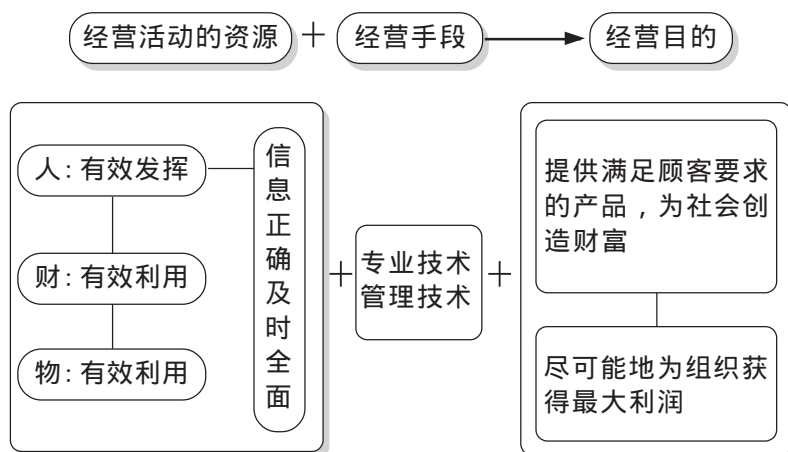 经营活动的资源 + 经营手段 经营目的
人：有效发挥
财：有效利用
物：有效利用
信息正确及时全面
+
专业技术
管理技术
+
提供满足顾客要求
的产品，为社会创
造财富
尽可能地为组织获
得最大利润